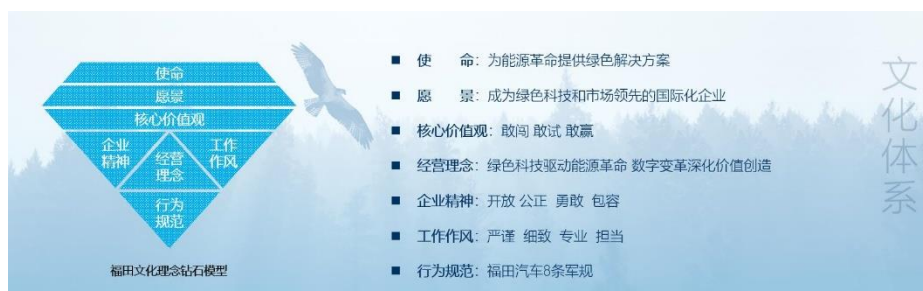 使命
愿景
核心价值观
企业
精神
经营
理念
工作
作风
行为
规范
福田文化理念钻石模型
■ 使 命：为能源革命提供绿色解决方案
■ 愿 景：成为绿色科技和市场领先的国际化企业
■ 核心价值观：敢闯 敢试 敢赢
■ 经营理念：绿色科技驱动能源革命 数字变革深化价值创造
■ 企业精神：开放 公正 勇敢 包容
■ 工作作风：严谨 细致 专业 担当
■ 行为规范：福田汽车8条军规
文化体系